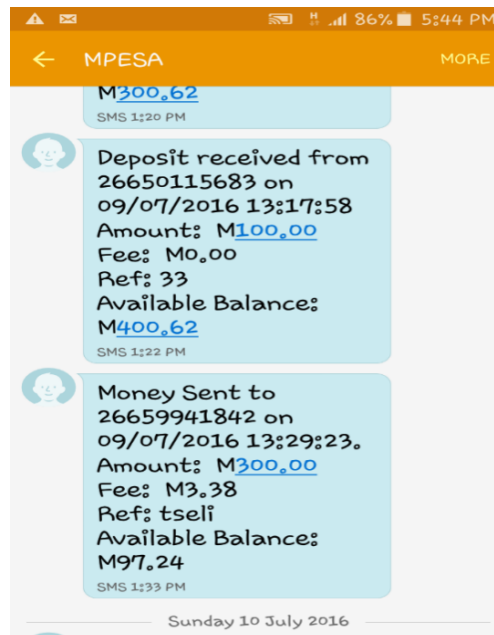 H 86% 5:44 PM
MPESA MORE
M300.62
SMS 1:20 PM
Deposit received from
26650115683 on
09/07/2016 13:17:58
Amount: M100.00
Fee: M0.00
Ref: 33
Available Balance:
M400.62
SMS 1:22 PM
Money Sent to
26659941842 on
09/07/2016 13:29:23.
Amount: M300.00
Fee: M3.38
Ref: tseli
Available Balance:
M97.24
SMS 1:33 PM
Sunday 10 July 2016